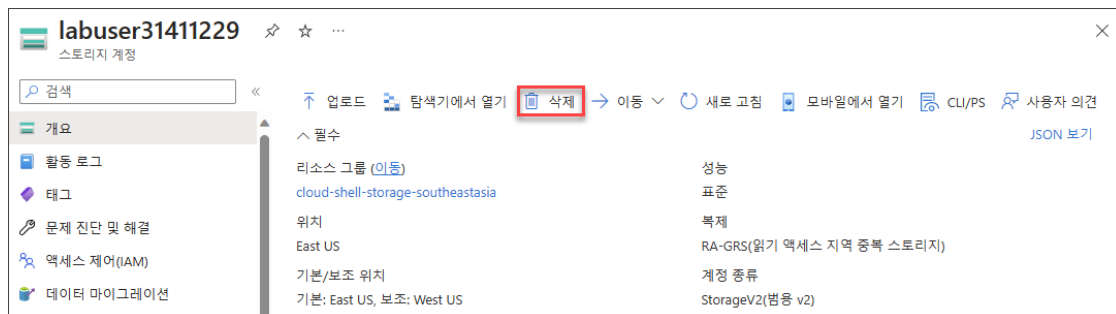 labuser31411229
스토리지 계정
검색
개요
활동 로그
태그
문제 진단 및 해결
액세스 제어(IAM)
데이터 마이그레이션
업로드 탐색기에서 열기 삭제 이동 새로 고침 모바일에서 열기 CLI/PS 사용자 의견
필수 JSON 보기
리소스 그룹 (이동)
cloud-shell-storage-southeastasia
위치
East US
기본/보조 위치
기본: East US, 보조: West US
성능
표준
복제
RA-GRS(읽기 액세스 지역 중복 스토리지)
계정 종류
StorageV2(범용 v2)